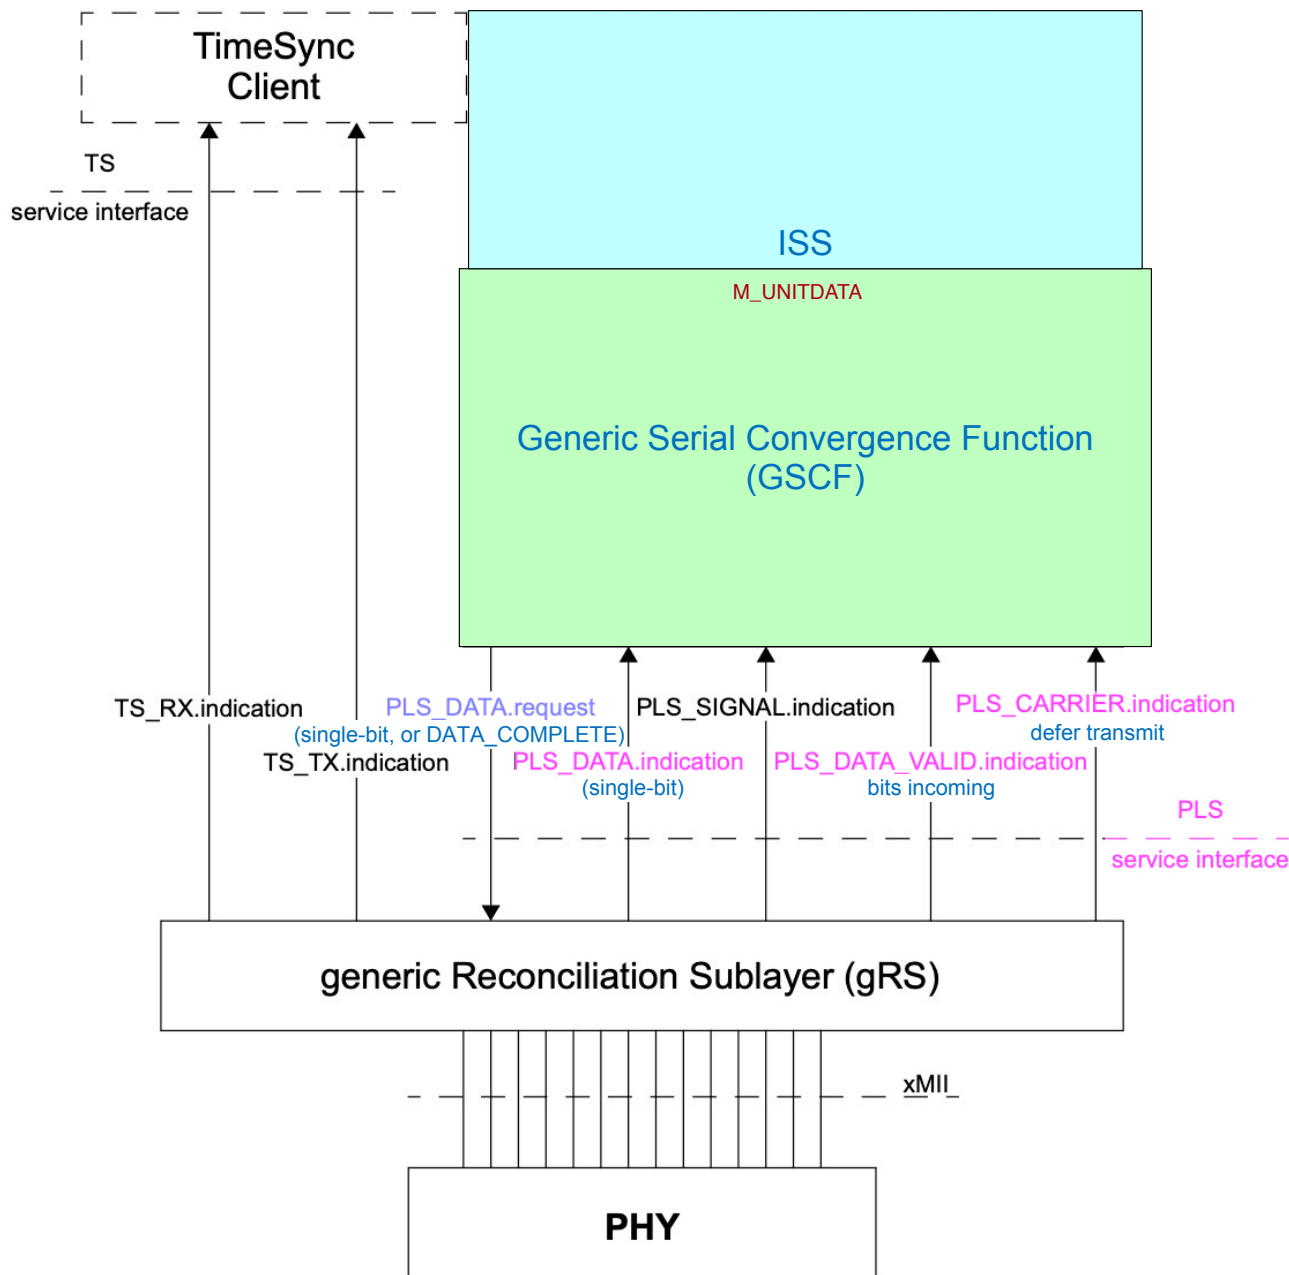 TimeSync
Client
TS
service interface
ISS
M_UNITDATA
Generic Serial Convergence Function
(GSCF)
TS_RX.indication
PLS_DATA.request
PLS_SIGNAL.indication
PLS_CARRIER.indication
(single-bit, or DATA_COMPLETE)
defer transmit
TS_TX.indication
PLS_DATA.indication
PLS_DATA_VALID.indication
(single-bit)
bits incoming
PLS
service interface
generic Reconciliation Sublayer (gRS)
xMII
PHY